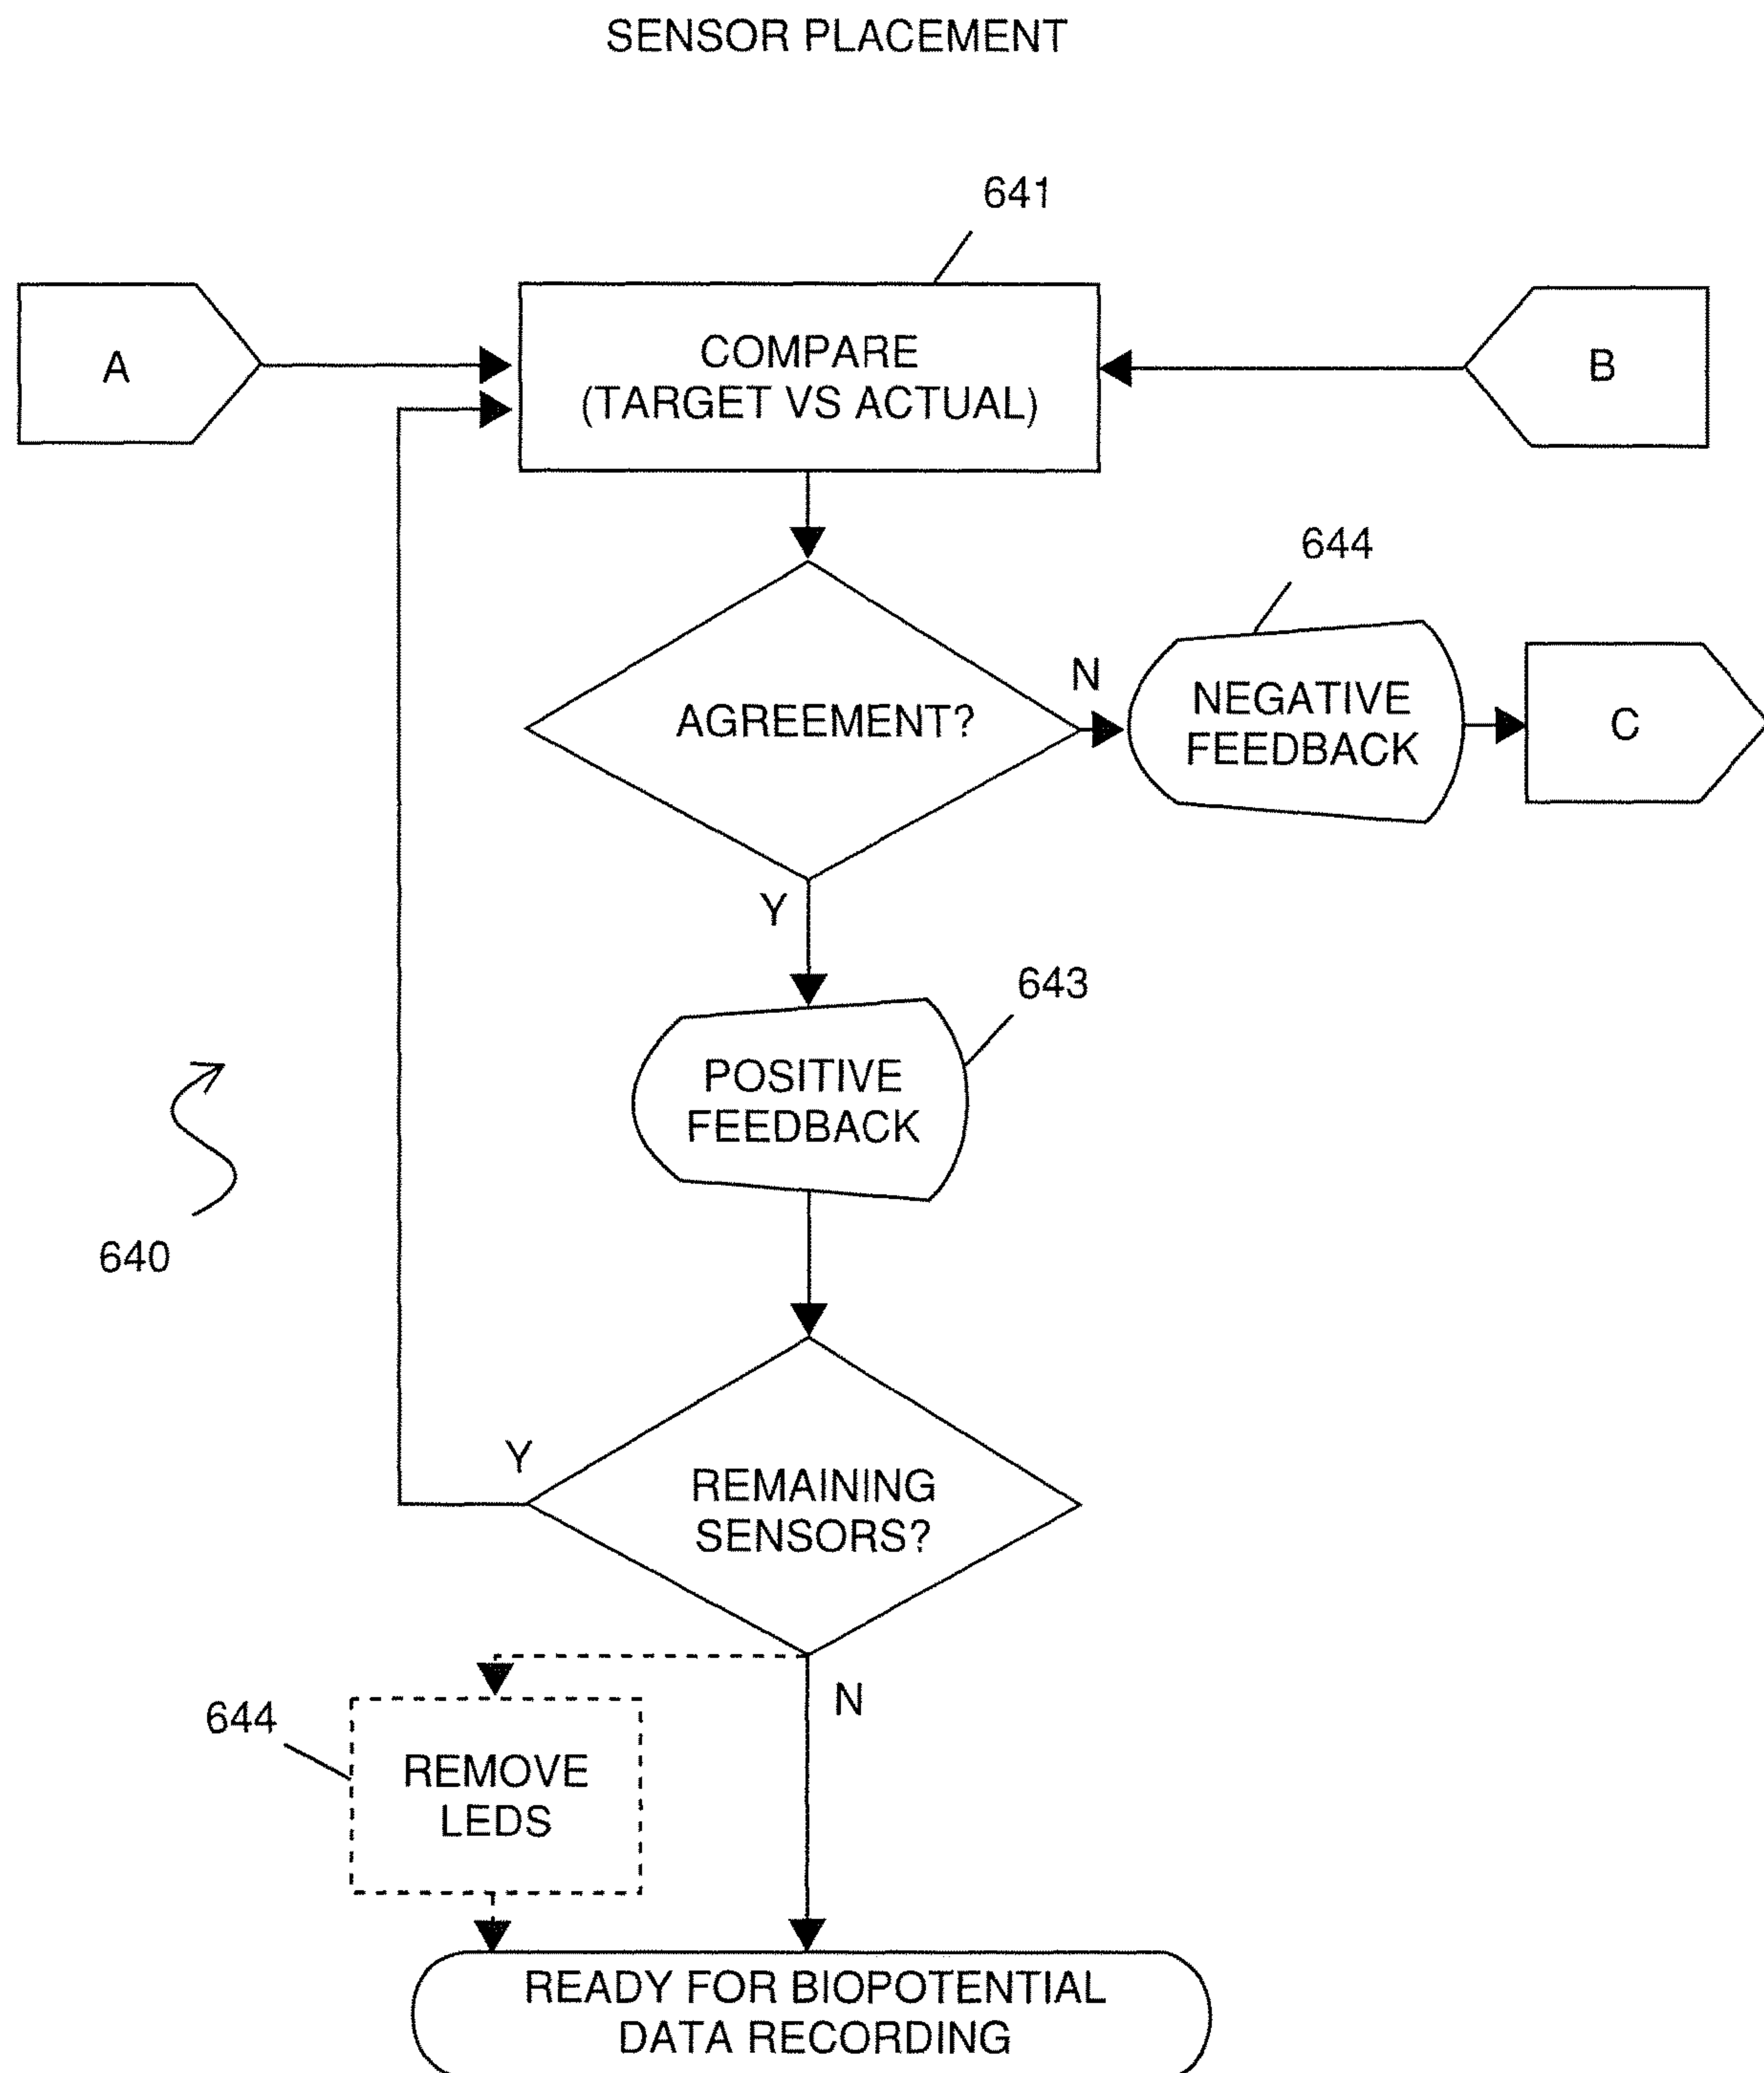 SENSOR PLACEMENT
641
A
COMPARE
(TARGET VS ACTUAL)
B
644
AGREEMENT?
N
NEGATIVE
FEEDBACK
C
Y
643
POSITIVE
FEEDBACK
640
Y
REMAINING
SENSORS?
N
644
REMOVE
LEDS
READY FOR BIOPOTENTIAL
DATA RECORDING